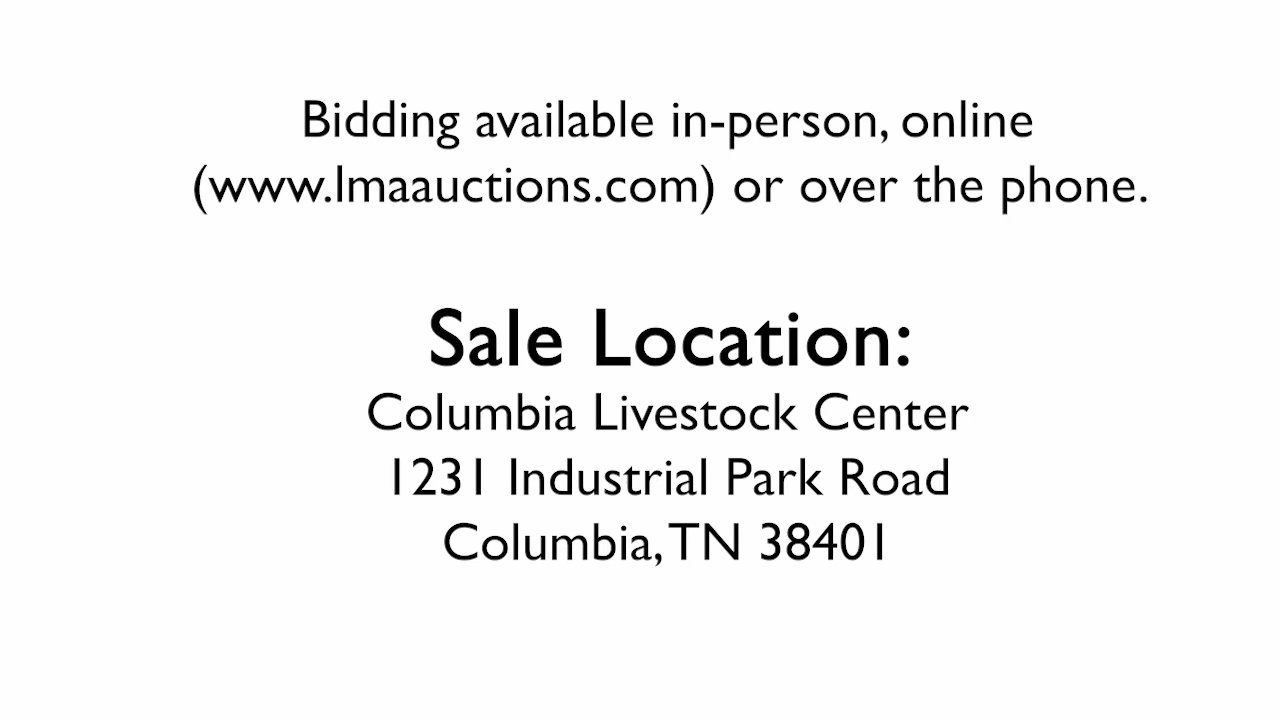 Bidding available in-person, online
(www.lmaauctions.com) or over the phone.
Sale Location:
Columbia Livestock Center
1231 Industrial Park Road
Columbia, TN 38401